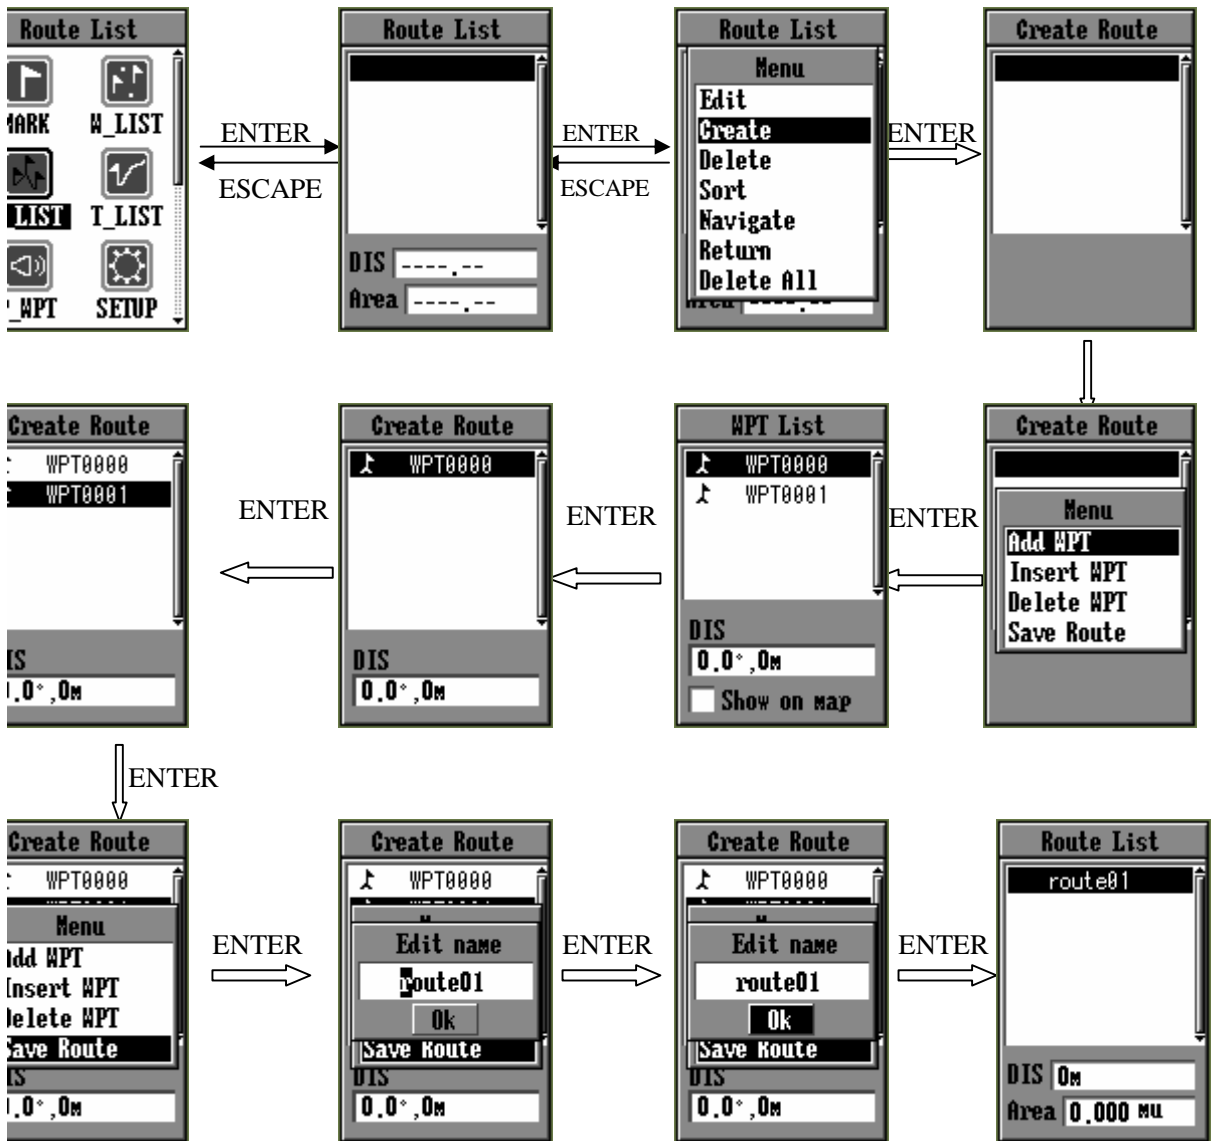 Route List
MARK W_LIST
_LIST T_LIST
_WPT SETUP
ENTER
ESCAPE
Route List
DIS ----.--
Area ----.--
ENTER
ESCAPE
Route List
Menu
Edit
Create
Delete
Sort
Navigate
Return
Delete All
Area ----.--
ENTER
Create Route
Create Route
Menu
Add WPT
Insert WPT
Delete WPT
Save Route
ENTER
WPT List
WPT0000
WPT0001
DIS
0.0°,0M
Show on map
ENTER
Create Route
WPT0000
DIS
0.0°,0M
ENTER
Create Route
WPT0000
WPT0001
IS
.0°,0M
ENTER
Create Route
WPT0000
Menu
Add WPT
Insert WPT
Delete WPT
Save Route
IS
.0°,0M
ENTER
Create Route
WPT0000
Edit name
route01
Ok
Save Route
DIS
0.0°,0M
ENTER
Create Route
WPT0000
Edit name
route01
Ok
Save Route
DIS
0.0°,0M
ENTER
Route List
route01
DIS 0M
Area 0.000 mu